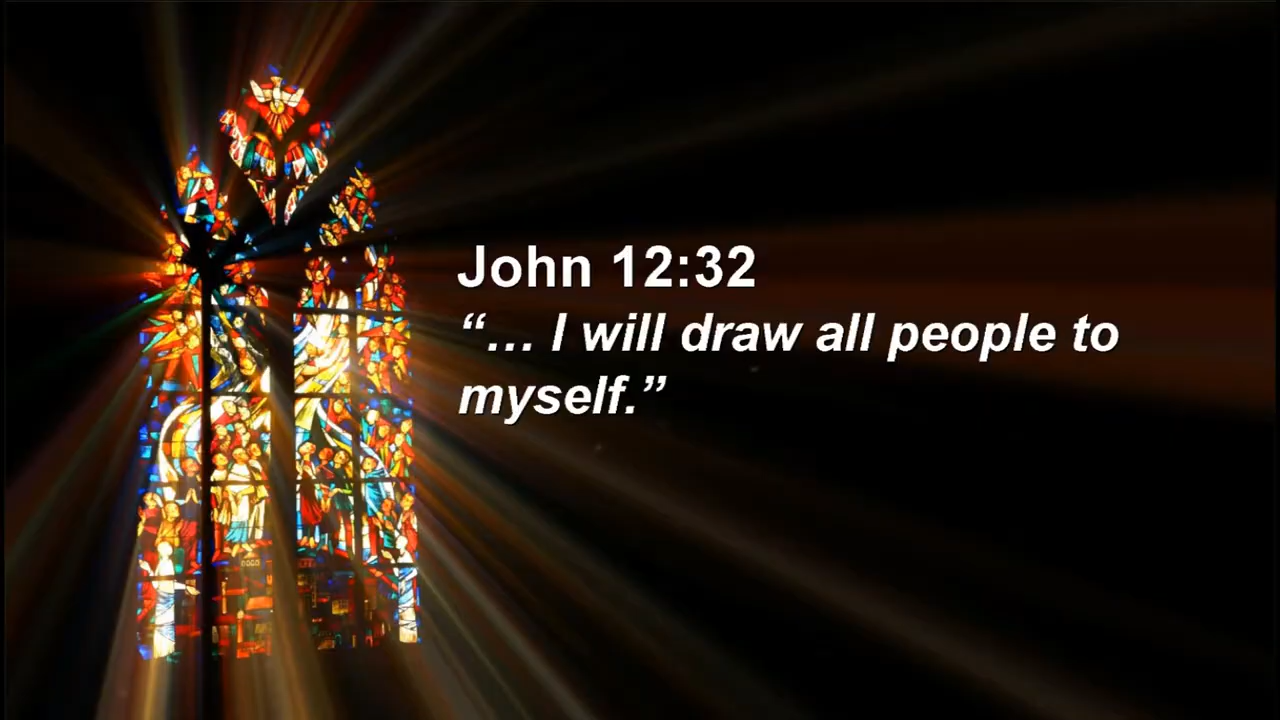 John 12:32
“… I will draw all people to
myself.”